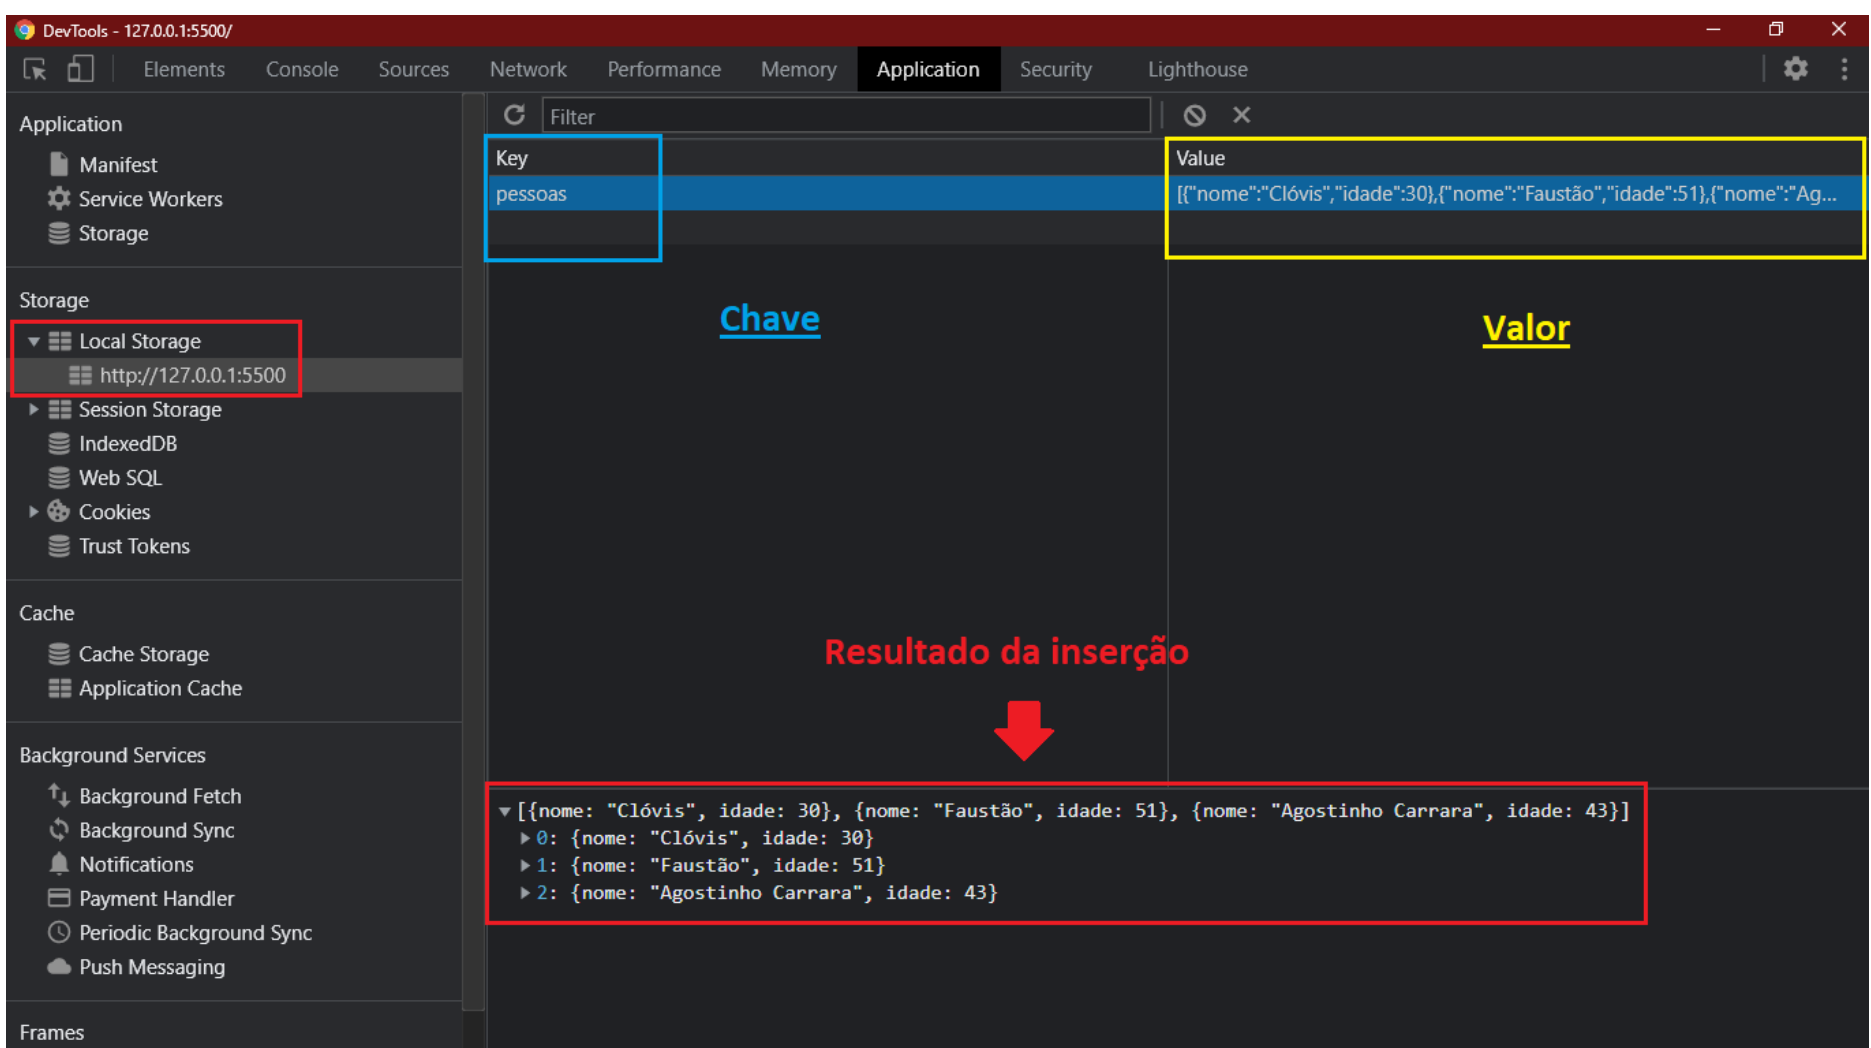 DevTools - 127.0.0.1:5500/
Elements Console Sources Network Performance Memory Application Security Lighthouse
Application
Manifest
Service Workers
Storage
Storage
Local Storage
http://127.0.0.1:5500
Session Storage
IndexedDB
Web SQL
Cookies
Trust Tokens
Cache
Cache Storage
Application Cache
Background Services
Background Fetch
Background Sync
Notifications
Payment Handler
Periodic Background Sync
Push Messaging
Frames
Filter
Key Value
pessoas [{"nome":"Clóvis","idade":30},{"nome":"Faustão","idade":51},{"nome":"Ag...
Chave Valor
Resultado da inserção
[{nome: "Clóvis", idade: 30}, {nome: "Faustão", idade: 51}, {nome: "Agostinho Carrara", idade: 43}]
0: {nome: "Clóvis", idade: 30}
1: {nome: "Faustão", idade: 51}
2: {nome: "Agostinho Carrara", idade: 43}